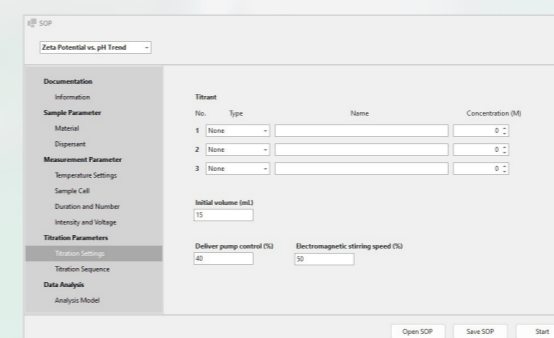 SOP
Zeta Potential vs. pH Trend
Documentation
Information
Sample Parameter
Material
Dispersant
Measurement Parameter
Temperature Settings
Sample Cell
Duration and Number
Intensity and Voltage
Titration Parameters
Titration Settings
Titration Sequence
Data Analysis
Analysis Model
Titrant
No. Type Name Concentration (M)
1 None 0
2 None 0
3 None 0
Initial volume (mL)
15
Deliver pump control (%) Electromagnetic stirring speed (%)
40 50
Open SOP Save SOP Start